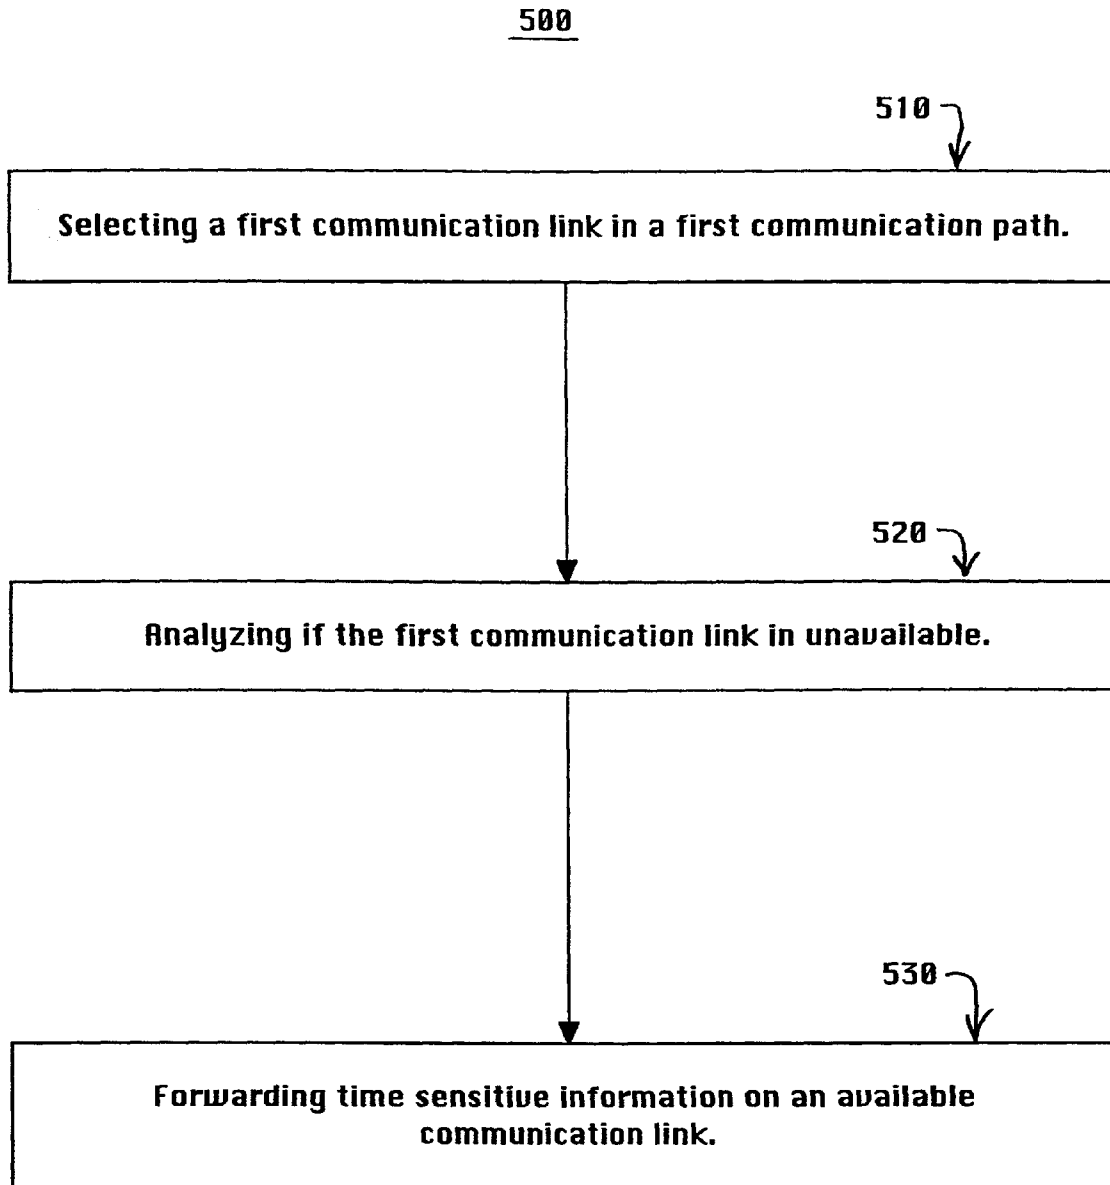 500
510
Selecting a first communication link in a first communication path.
520
Analyzing if the first communication link in unavailable.
530
Forwarding time sensitive information on an available
communication link.